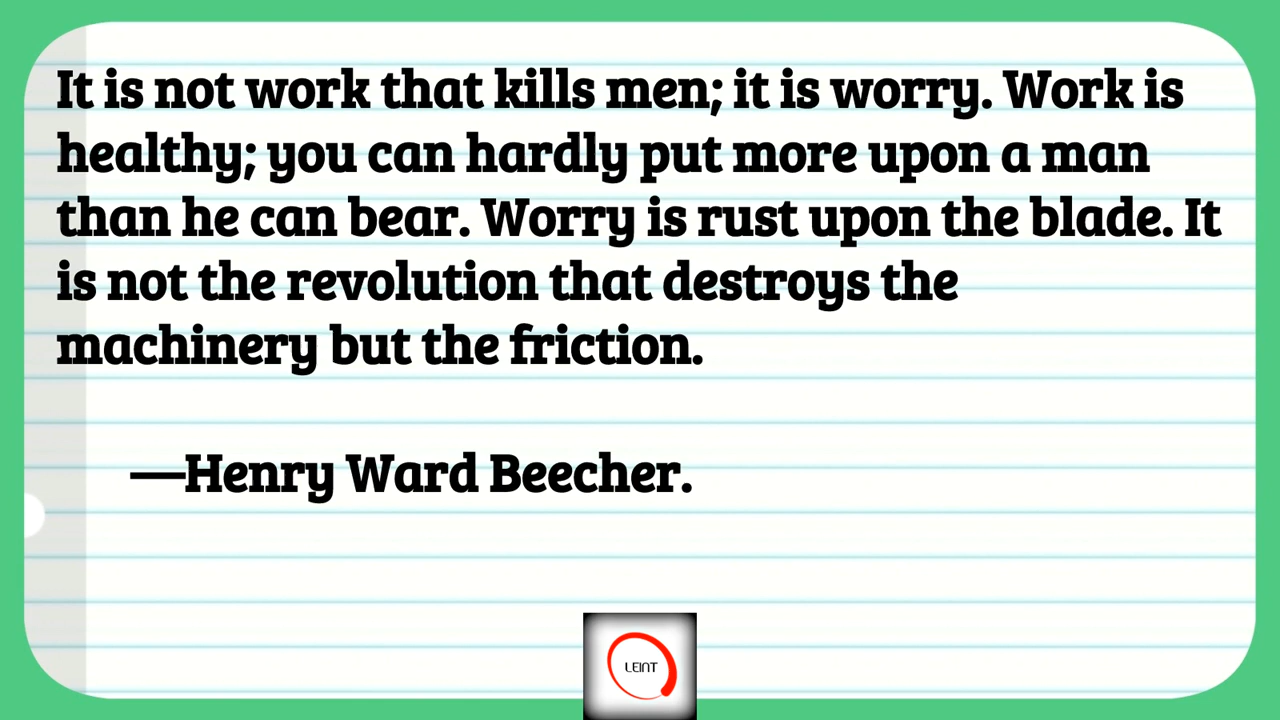 It is not work that kills men; it is worry. Work is
healthy; you can hardly put more upon a man
than he can bear. Worry is rust upon the blade. It
is not the revolution that destroys the
machinery but the friction.
—Henry Ward Beecher.
LEINT